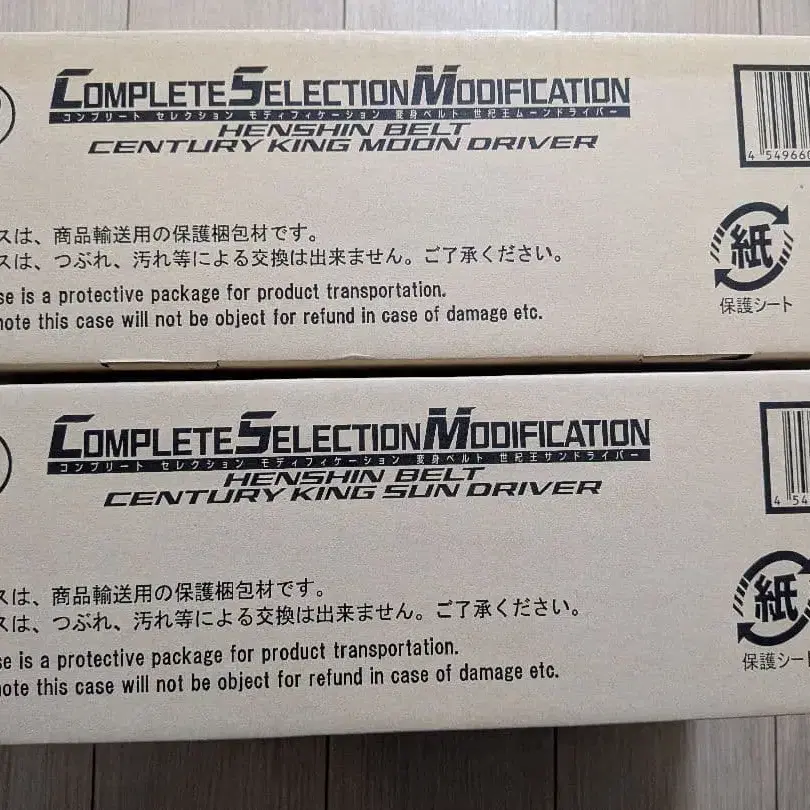 COMPLETE SELECTION MODIFICATION
コンプリート セレクション モディフィケーション 変身ベルト 世紀王ムーンドライバー
HENSHIN BELT
CENTURY KING MOON DRIVER
4 549660
スは、商品輸送用の保護梱包材です。
スは、つぶれ、汚れ等による交換は出来ません。ご了承ください。
se is a protective package for product transportation.
note this case will not be object for refund in case of damage etc.
紙
保護シート
COMPLETE SELECTION MODIFICATION
コンプリート セレクション モディフィケーション 変身ベルト 世紀王サンドライバー
HENSHIN BELT
CENTURY KING SUN DRIVER
4 54
スは、商品輸送用の保護梱包材です。
スは、つぶれ、汚れ等による交換は出来ません。ご了承ください。
se is a protective package for product transportation.
note this case will not be object for refund in case of damage etc.
紙
保護シート